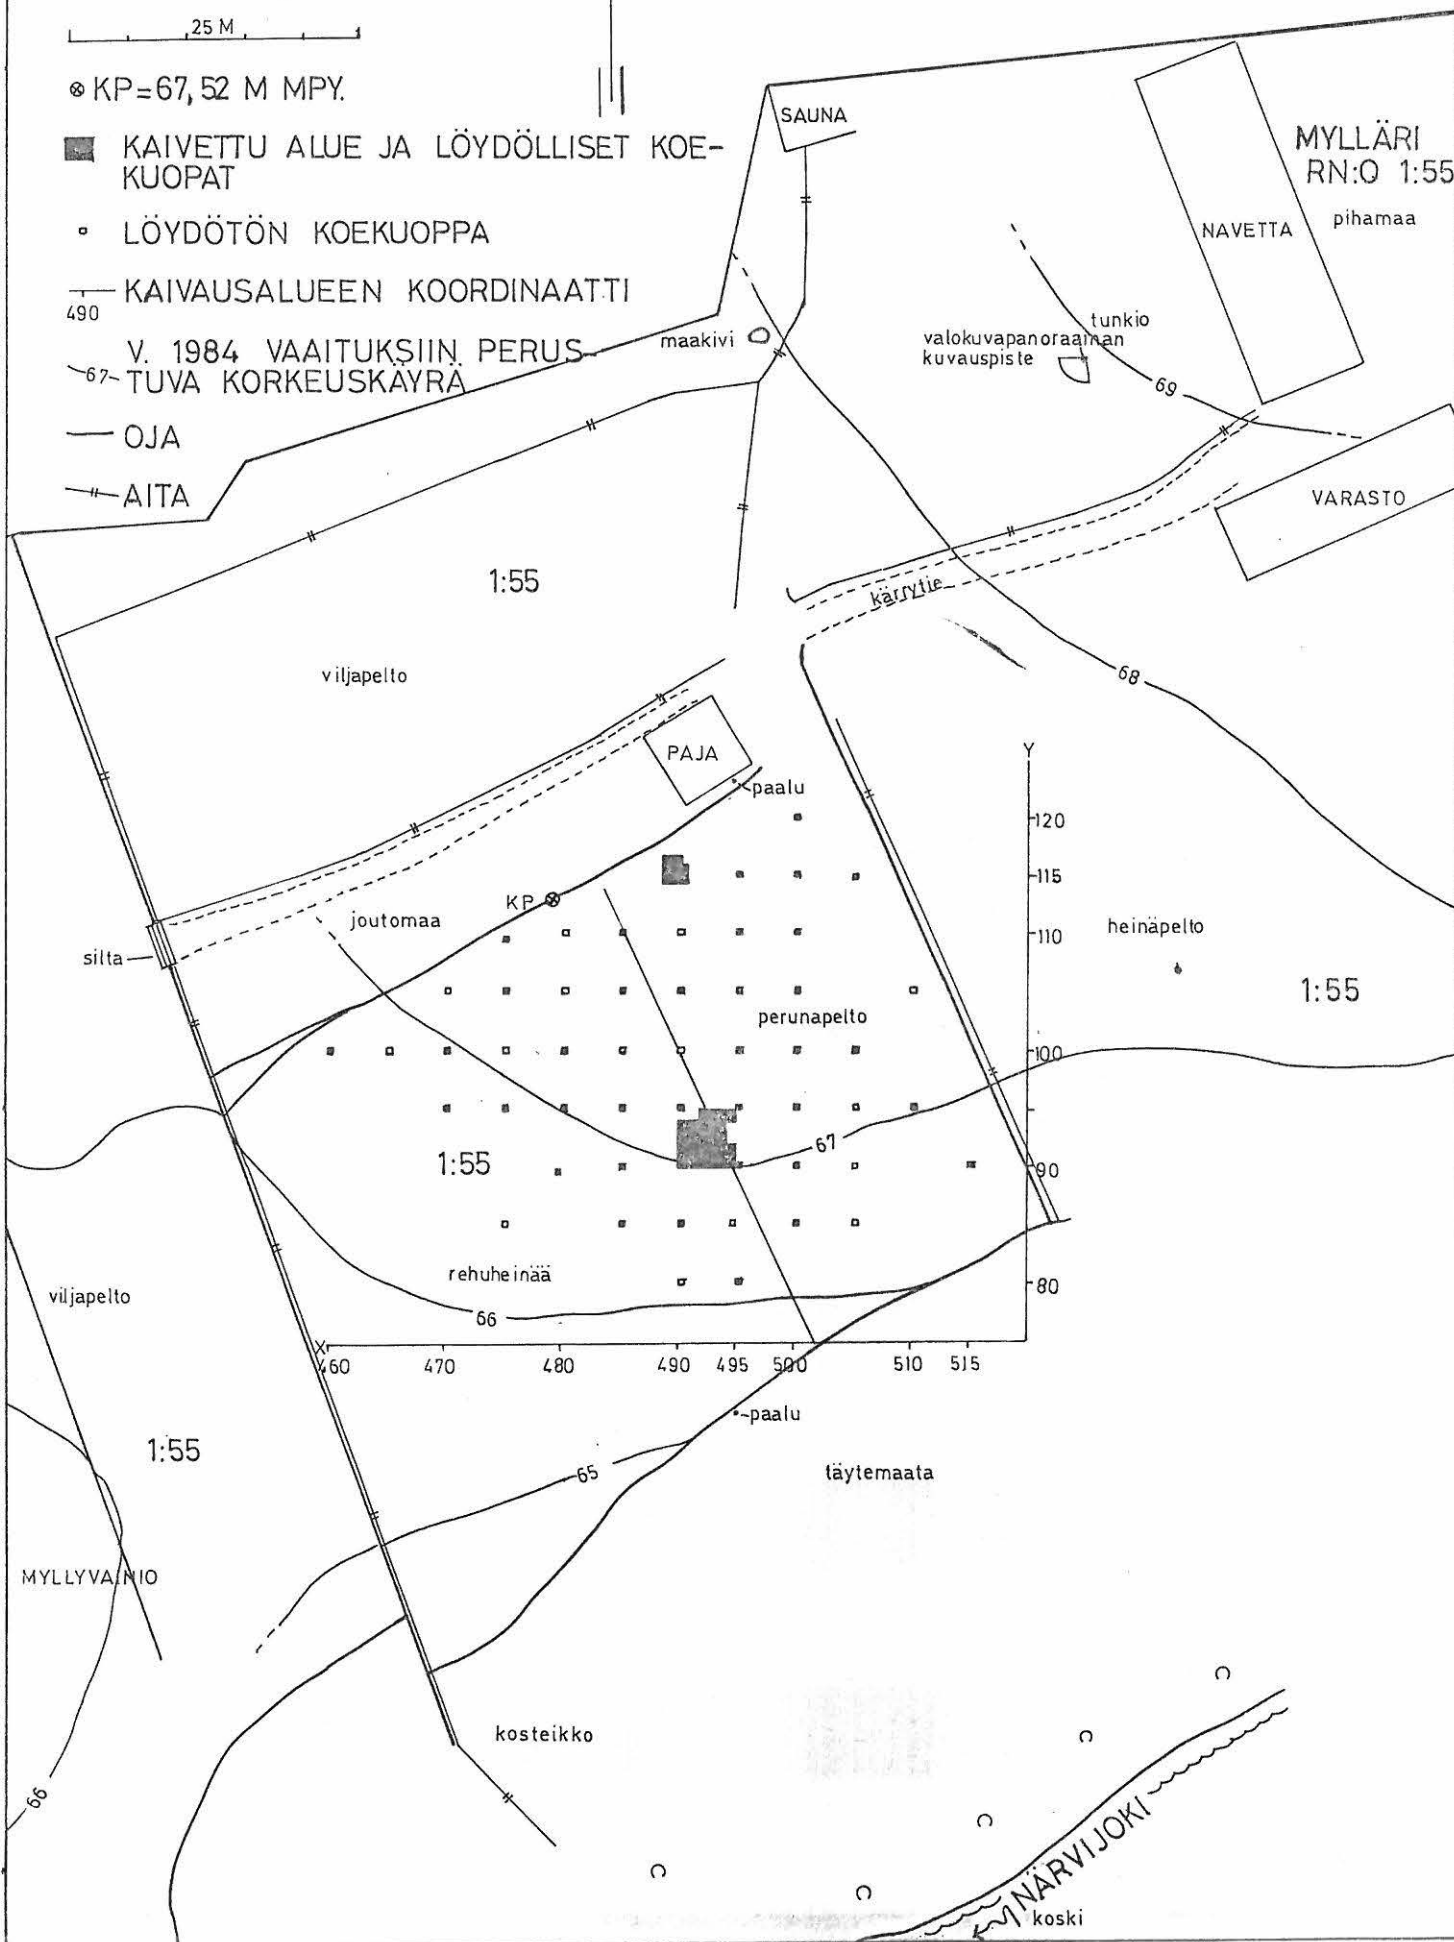 25 M
KP=67,52 M MPY.
KAIVETTU ALUE JA LÖYDÖLLISET KOE-
KUOPAT
LÖYDÖTÖN KOEKUOPPA
490
KAIVAUSALUEEN KOORDINAATTI
V. 1984 VAAITUKSIIN PERUS-
67 TUVA KORKEUSKÄYRÄ
OJA
AITA
SAUNA
MYLLÄRI
RN:O 1:55
pihamaa
NAVETTA
maakivi
tunkio
valokuvapanoraaman
kuvauspiste
69
VARASTO
1:55
kärrytie
viljapelto
68
PAJA
paalu
Y
120
115
KP
joutomaa
110
heinäpelto
silta
1:55
perunapelto
100
67
1:55
90
rehuheinää
80
viljapelto
66
X
460 470 480 490 495 500 510 515
paalu
1:55
65
täytemaata
MYLLYVAINIO
kosteikko
66
NÄRVIJOKI
koski